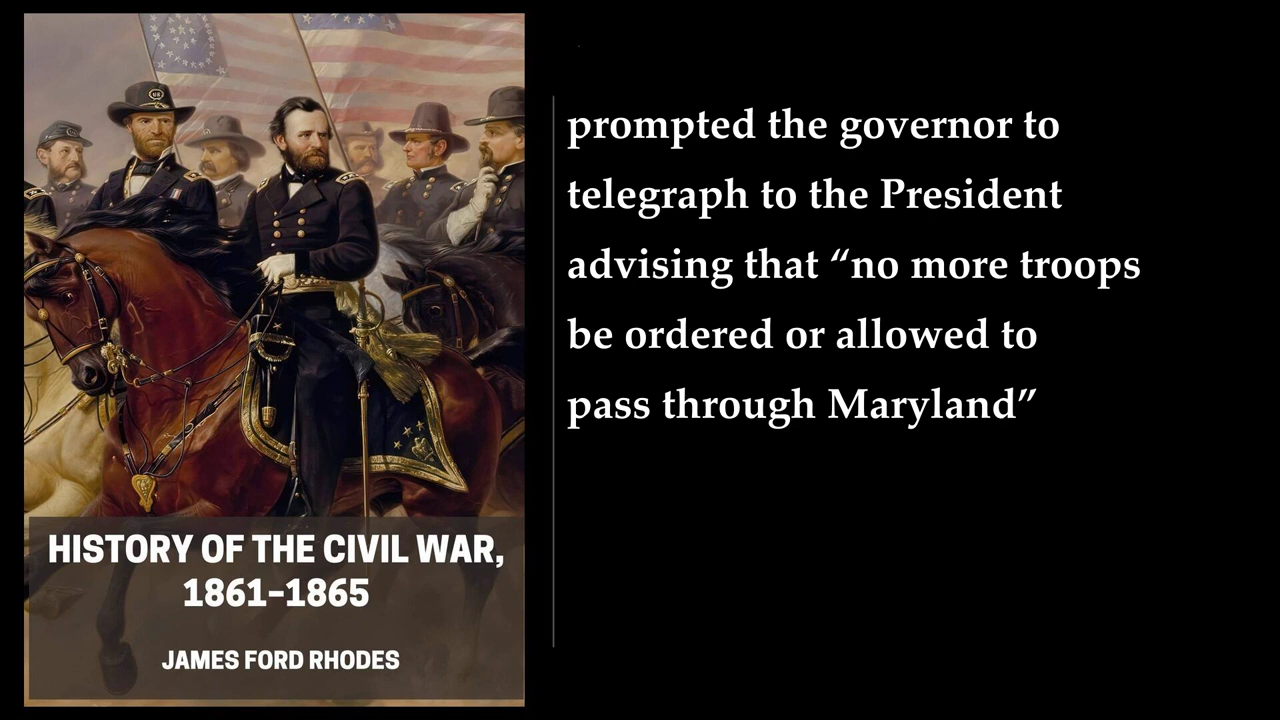 HISTORY OF THE CIVIL WAR,
1861–1865
JAMES FORD RHODES
prompted the governor to
telegraph to the President
advising that “no more troops
be ordered or allowed to
pass through Maryland”